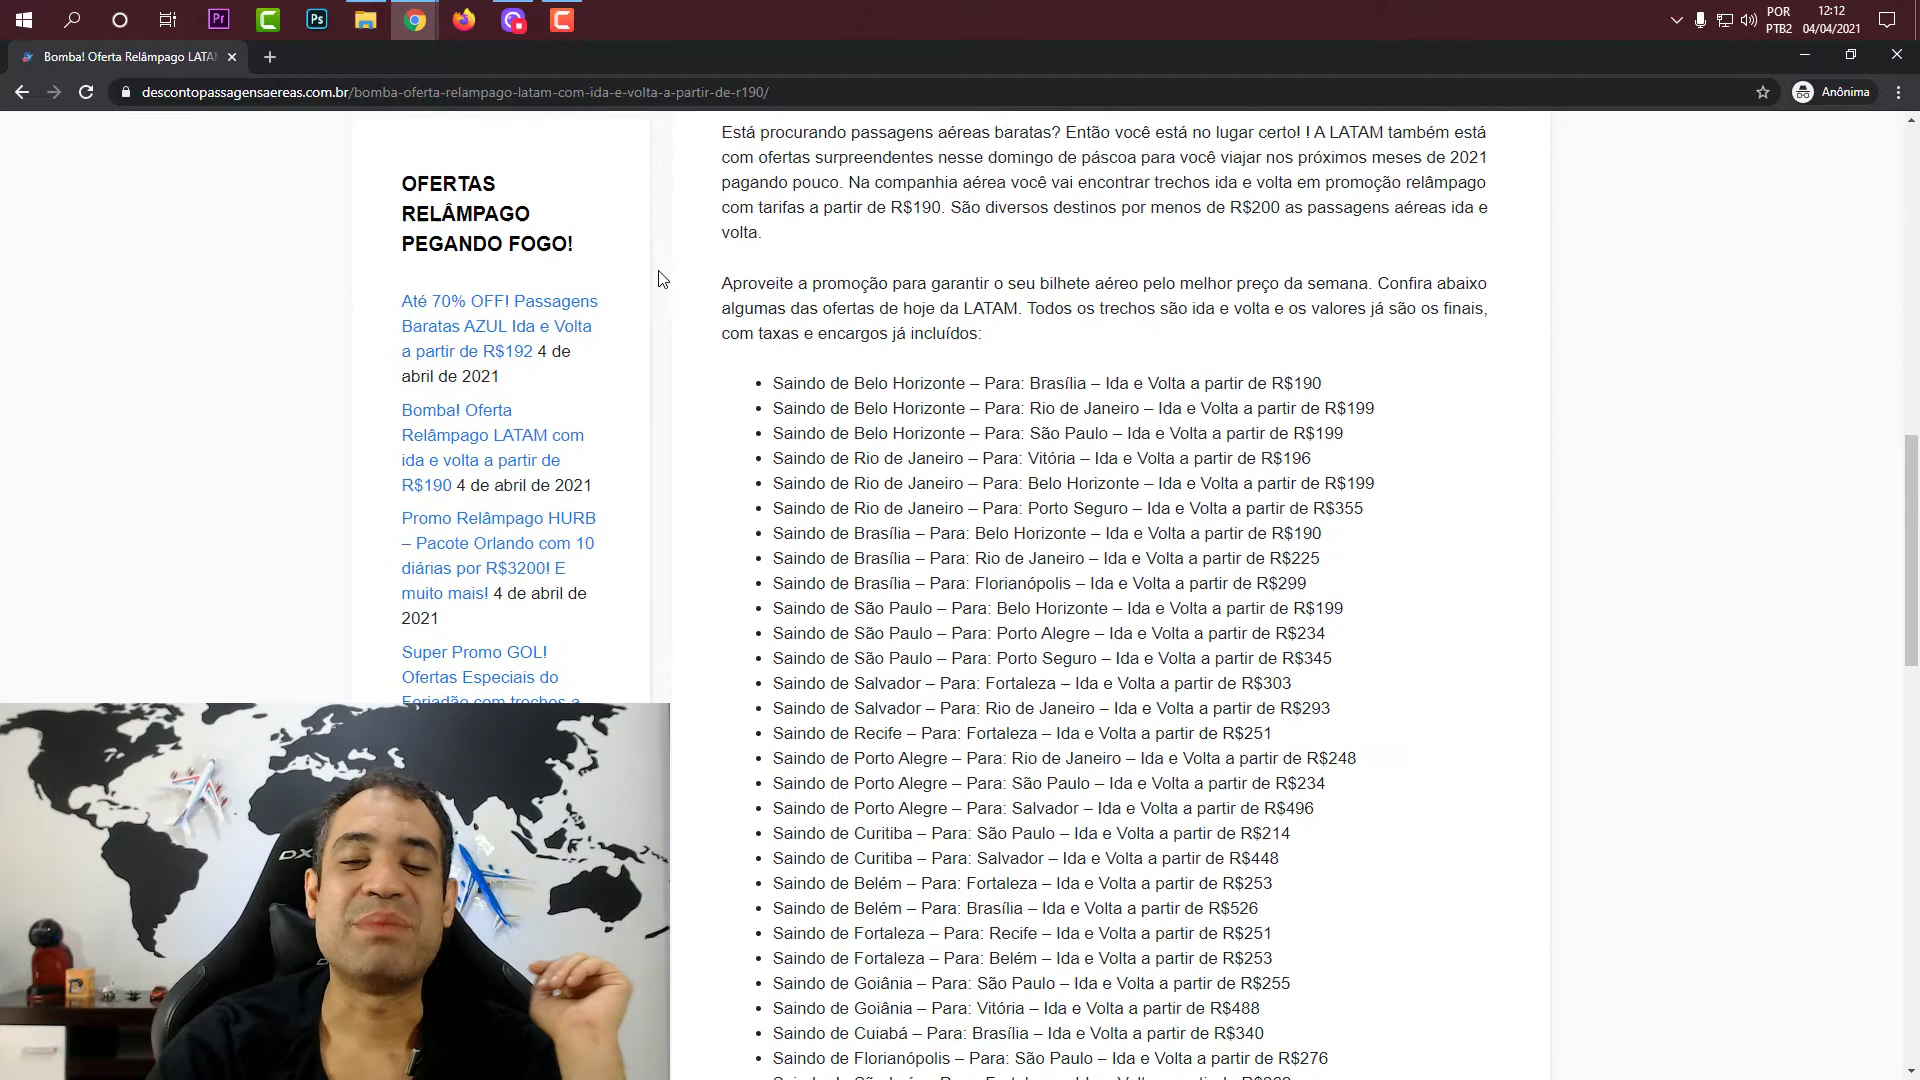 POR
PTB2
12:12
04/04/2021
Pr
Ps
Bomba! Oferta Relâmpago LATA
descontopassagensaereas.com.br/bomba-oferta-relampago-latam-com-ida-e-volta-a-partir-de-r190/
Anônima
OFERTAS
RELÂMPAGO
PEGANDO FOGO!
Até 70% OFF! Passagens
Baratas AZUL Ida e Volta
a partir de R$192 4 de
abril de 2021
Bomba! Oferta
Relâmpago LATAM com
ida e volta a partir de
R$190 4 de abril de 2021
Promo Relâmpago HURB
– Pacote Orlando com 10
diárias por R$3200! E
muito mais! 4 de abril de
2021
Super Promo GOL!
Ofertas Especiais do
Feriadão com trechos a
Está procurando passagens aéreas baratas? Então você está no lugar certo! ! A LATAM também está
com ofertas surpreendentes nesse domingo de páscoa para você viajar nos próximos meses de 2021
pagando pouco. Na companhia aérea você vai encontrar trechos ida e volta em promoção relâmpago
com tarifas a partir de R$190. São diversos destinos por menos de R$200 as passagens aéreas ida e
volta.
Aproveite a promoção para garantir o seu bilhete aéreo pelo melhor preço da semana. Confira abaixo
algumas das ofertas de hoje da LATAM. Todos os trechos são ida e volta e os valores já são os finais,
com taxas e encargos já incluídos:
• Saindo de Belo Horizonte – Para: Brasília – Ida e Volta a partir de R$190
• Saindo de Belo Horizonte – Para: Rio de Janeiro – Ida e Volta a partir de R$199
• Saindo de Belo Horizonte – Para: São Paulo – Ida e Volta a partir de R$199
• Saindo de Rio de Janeiro – Para: Vitória – Ida e Volta a partir de R$196
• Saindo de Rio de Janeiro – Para: Belo Horizonte – Ida e Volta a partir de R$199
• Saindo de Rio de Janeiro – Para: Porto Seguro – Ida e Volta a partir de R$355
• Saindo de Brasília – Para: Belo Horizonte – Ida e Volta a partir de R$190
• Saindo de Brasília – Para: Rio de Janeiro – Ida e Volta a partir de R$225
• Saindo de Brasília – Para: Florianópolis – Ida e Volta a partir de R$299
• Saindo de São Paulo – Para: Belo Horizonte – Ida e Volta a partir de R$199
• Saindo de São Paulo – Para: Porto Alegre – Ida e Volta a partir de R$234
• Saindo de São Paulo – Para: Porto Seguro – Ida e Volta a partir de R$345
• Saindo de Salvador – Para: Fortaleza – Ida e Volta a partir de R$303
• Saindo de Salvador – Para: Rio de Janeiro – Ida e Volta a partir de R$293
• Saindo de Recife – Para: Fortaleza – Ida e Volta a partir de R$251
• Saindo de Porto Alegre – Para: Rio de Janeiro – Ida e Volta a partir de R$248
• Saindo de Porto Alegre – Para: São Paulo – Ida e Volta a partir de R$234
• Saindo de Porto Alegre – Para: Salvador – Ida e Volta a partir de R$496
• Saindo de Curitiba – Para: São Paulo – Ida e Volta a partir de R$214
• Saindo de Curitiba – Para: Salvador – Ida e Volta a partir de R$448
• Saindo de Belém – Para: Fortaleza – Ida e Volta a partir de R$253
• Saindo de Belém – Para: Brasília – Ida e Volta a partir de R$526
• Saindo de Fortaleza – Para: Recife – Ida e Volta a partir de R$251
• Saindo de Fortaleza – Para: Belém – Ida e Volta a partir de R$253
• Saindo de Goiânia – Para: São Paulo – Ida e Volta a partir de R$255
• Saindo de Goiânia – Para: Vitória – Ida e Volta a partir de R$488
• Saindo de Cuiabá – Para: Brasília – Ida e Volta a partir de R$340
• Saindo de Florianópolis – Para: São Paulo – Ida e Volta a partir de R$276
DX